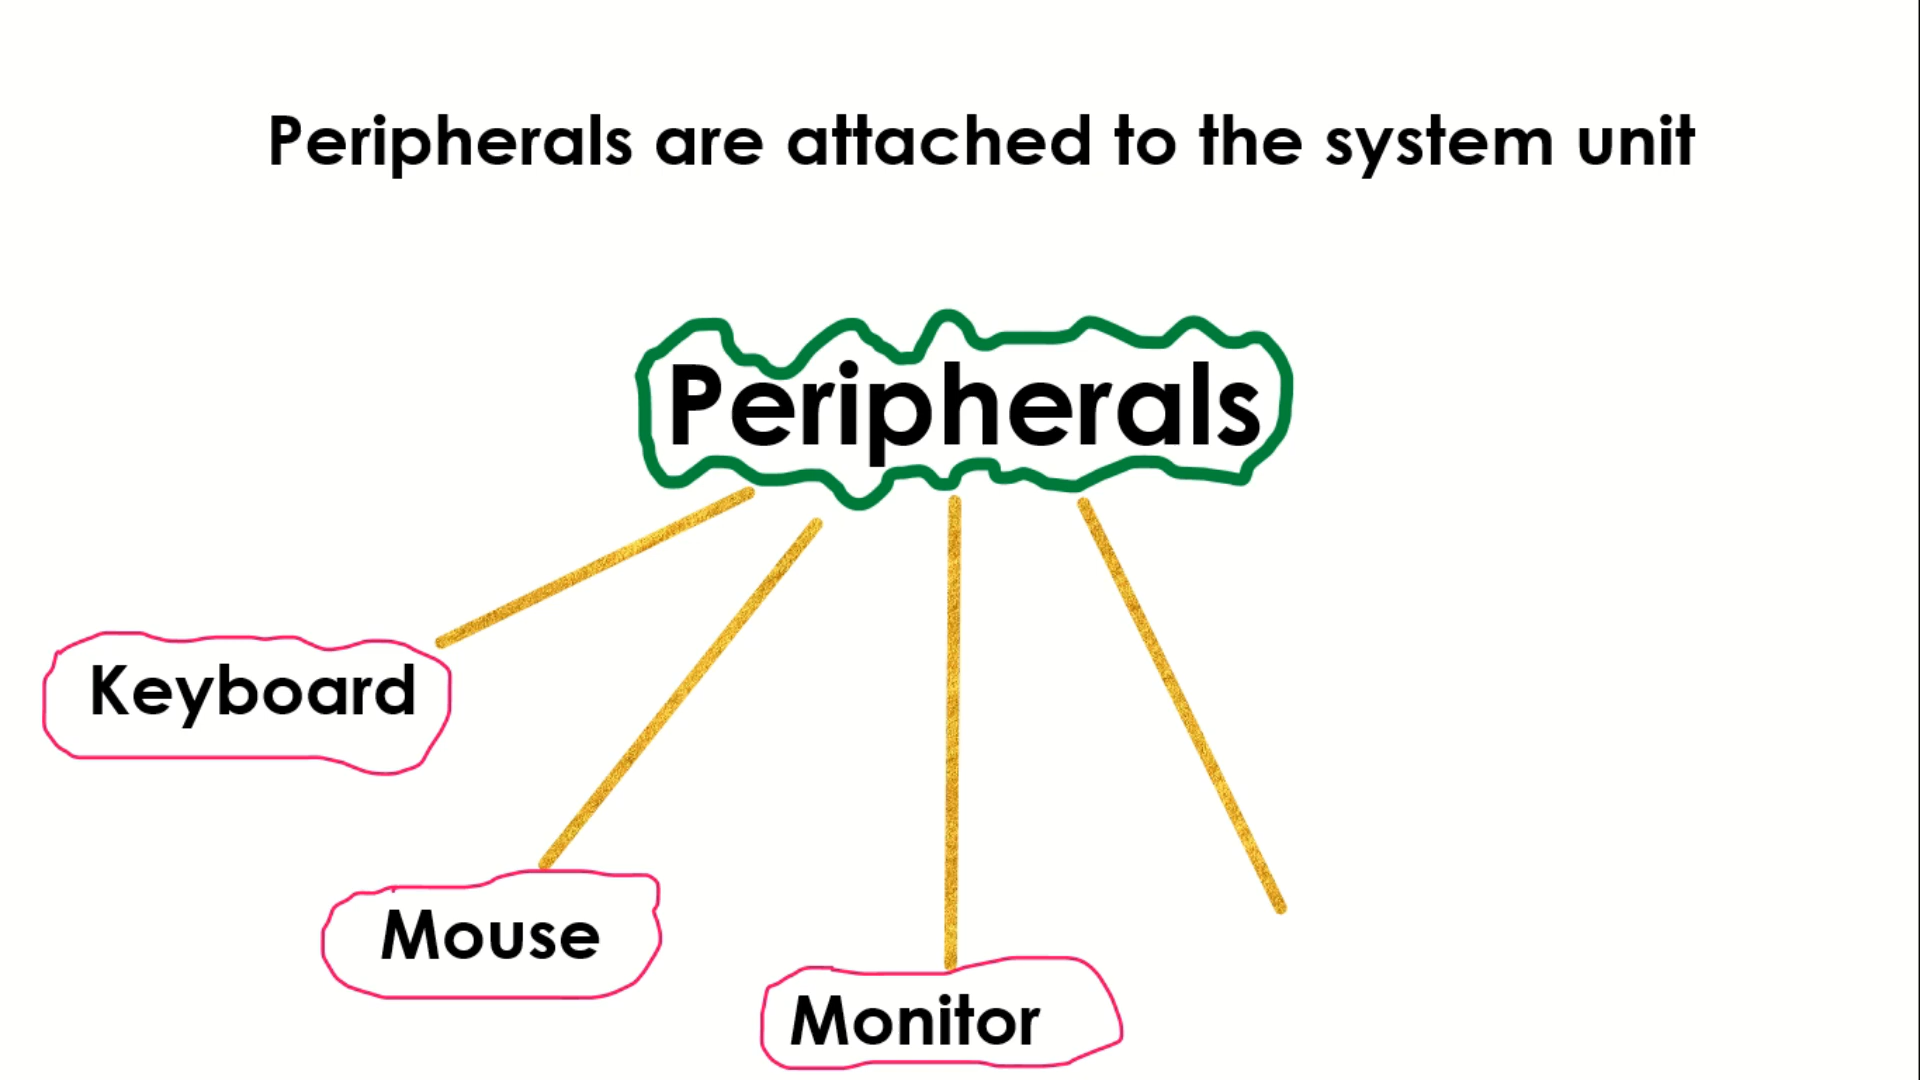 Peripherals are attached to the system unit
Peripherals
Keyboard
Mouse
Monitor